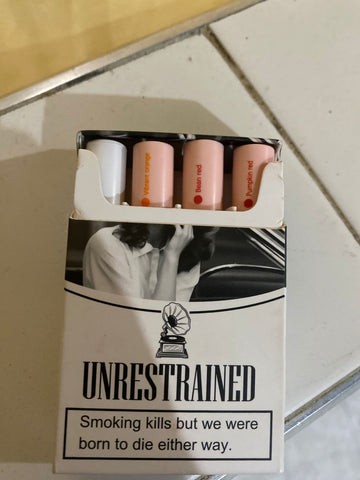 Vibrant orange
Bean red
Pumpkin red
UNRESTRAINED
Smoking kills but we were
born to die either way.